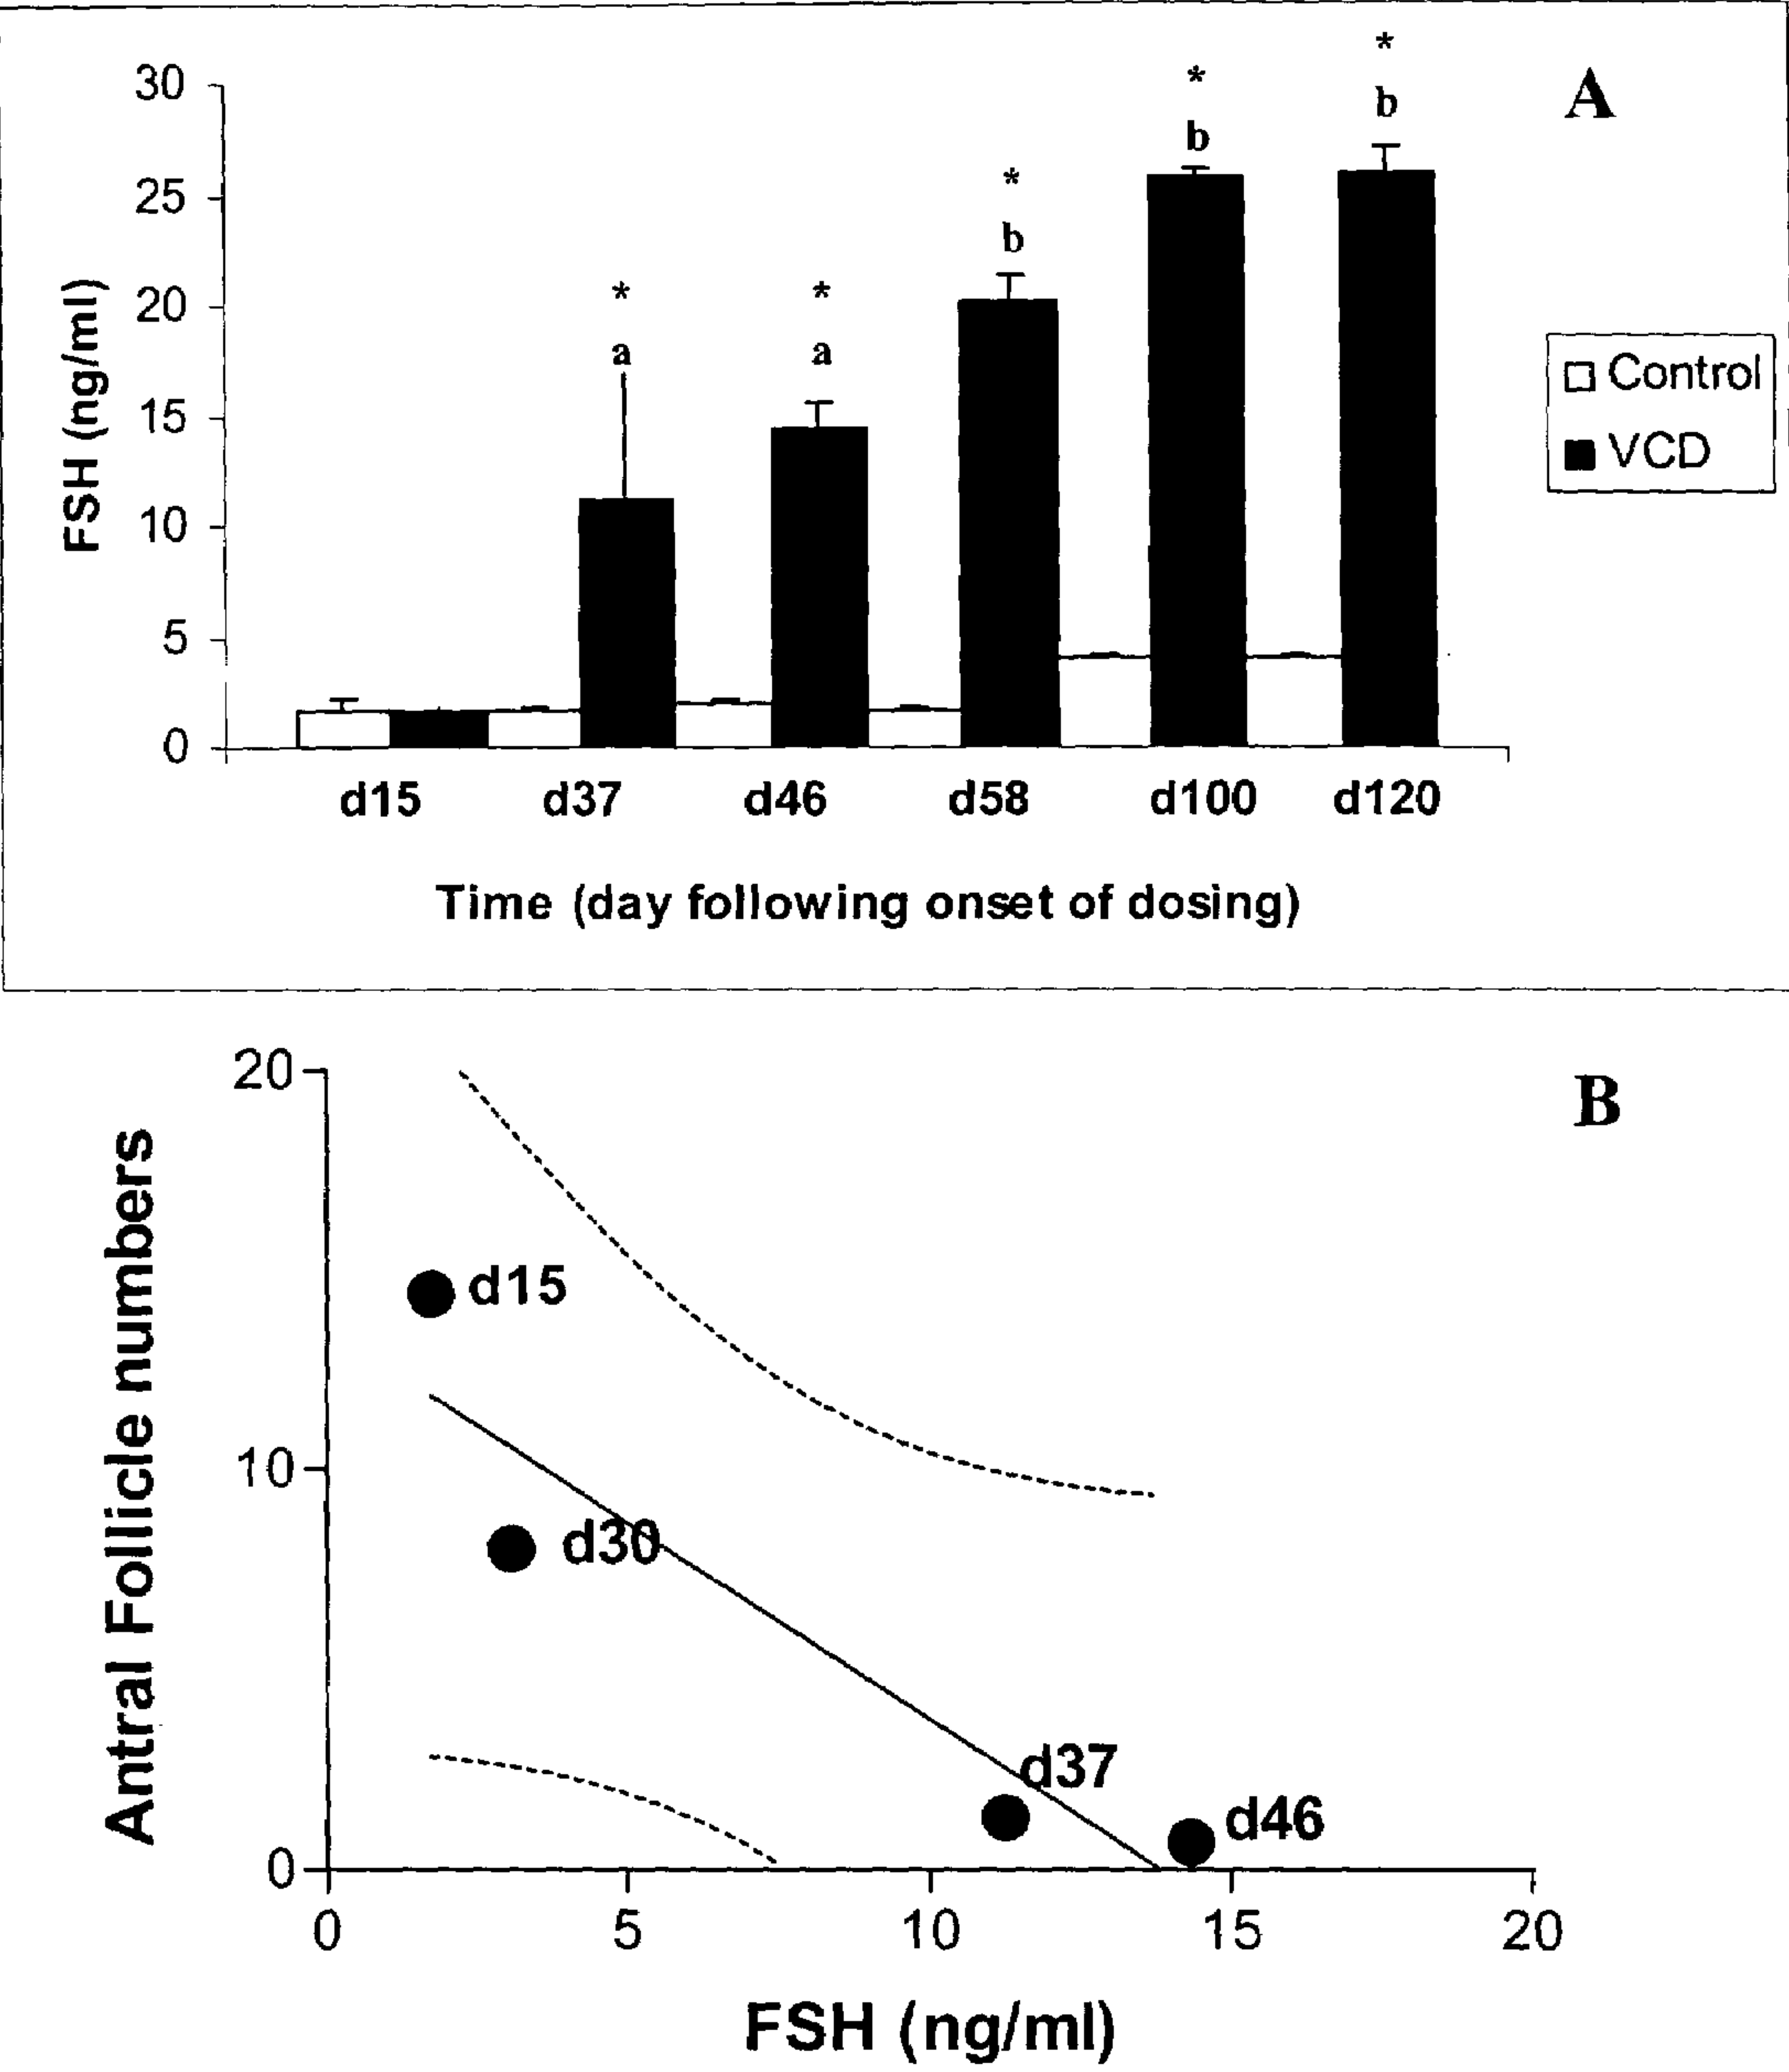 A
30
25
20
15
10
5
0
FSH (ng/ml)
*
a
*
a
*
b
*
b
*
b
Control
VCD
d15 d37 d46 d58 d100 d120
Time (day following onset of dosing)
B
20
10
0
Antral Follicle numbers
d15
d30
d37
d46
0 5 10 15 20
FSH (ng/ml)